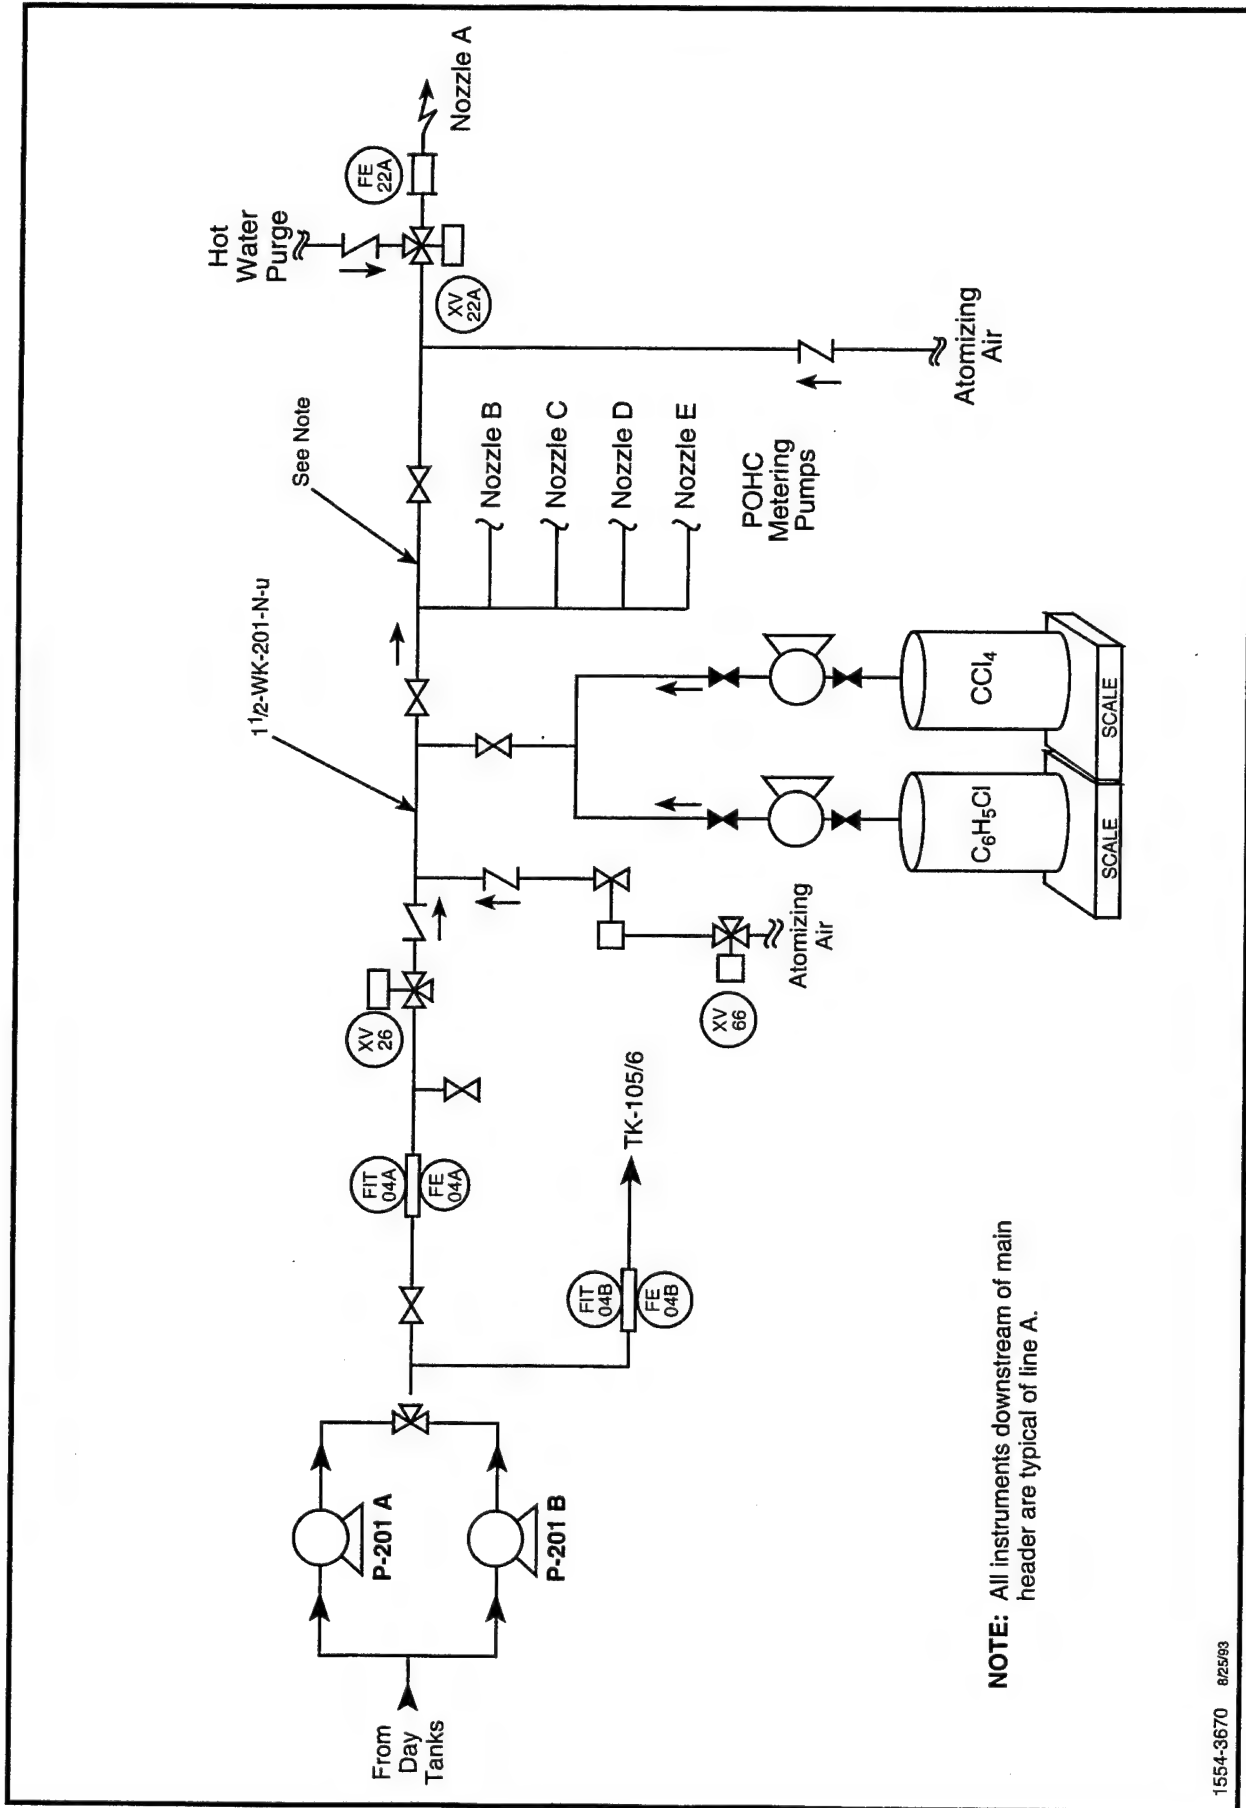 From
Day
Tanks
P-201 A
P-201 B
FIT
04A
FE
04A
FIT
04B
FE
04B
TK-105/6
XV
26
XV
66
Atomizing
Air
1 1/2-WK-201-N-u
See Note
C6H5Cl
SCALE
CCl4
SCALE
POHC
Metering
Pumps
Nozzle B
Nozzle C
Nozzle D
Nozzle E
Atomizing
Air
XV
22A
Hot
Water
Purge
FE
22A
Nozzle A
NOTE: All instruments downstream of main
header are typical of line A.
1554-3670 8/25/93